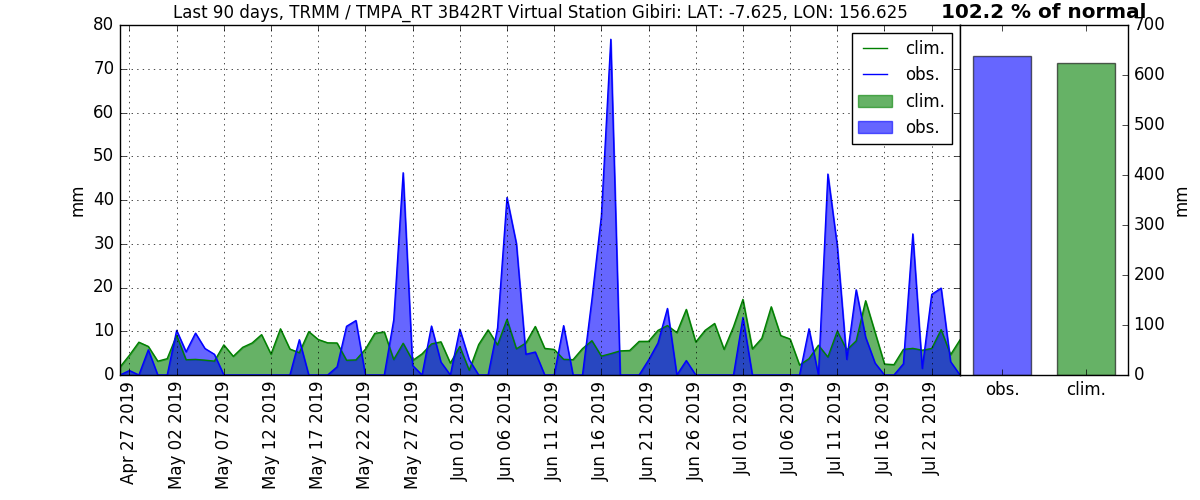 Last 90 days, TRMM / TMPA_RT 3B42RT Virtual Station Gibiri: LAT: -7.625, LON: 156.625
102.2 % of normal
80
70
60
50
40
30
20
10
0
mm
clim.
obs.
clim.
obs.
700
600
500
400
300
200
100
0
mm
Apr 27 2019
May 02 2019
May 07 2019
May 12 2019
May 17 2019
May 22 2019
May 27 2019
Jun 01 2019
Jun 06 2019
Jun 11 2019
Jun 16 2019
Jun 21 2019
Jun 26 2019
Jul 01 2019
Jul 06 2019
Jul 11 2019
Jul 16 2019
Jul 21 2019
obs.
clim.